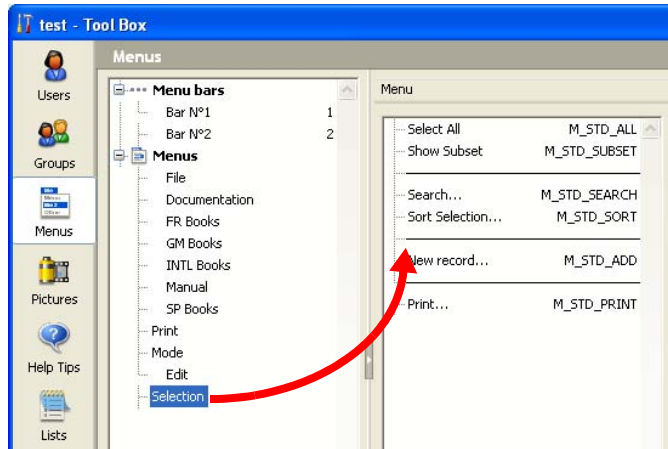 test - Tool Box
Menus
Users
Groups
Menus
Pictures
Help Tips
Lists
Menu bars
Bar N°1 1
Bar N°2 2
Menus
File
Documentation
FR Books
GM Books
INTL Books
Manual
SP Books
Print
Mode
Edit
Selection
Menu
Select All M_STD_ALL
Show Subset M_STD_SUBSET
Search... M_STD_SEARCH
Sort Selection... M_STD_SORT
New record... M_STD_ADD
Print... M_STD_PRINT